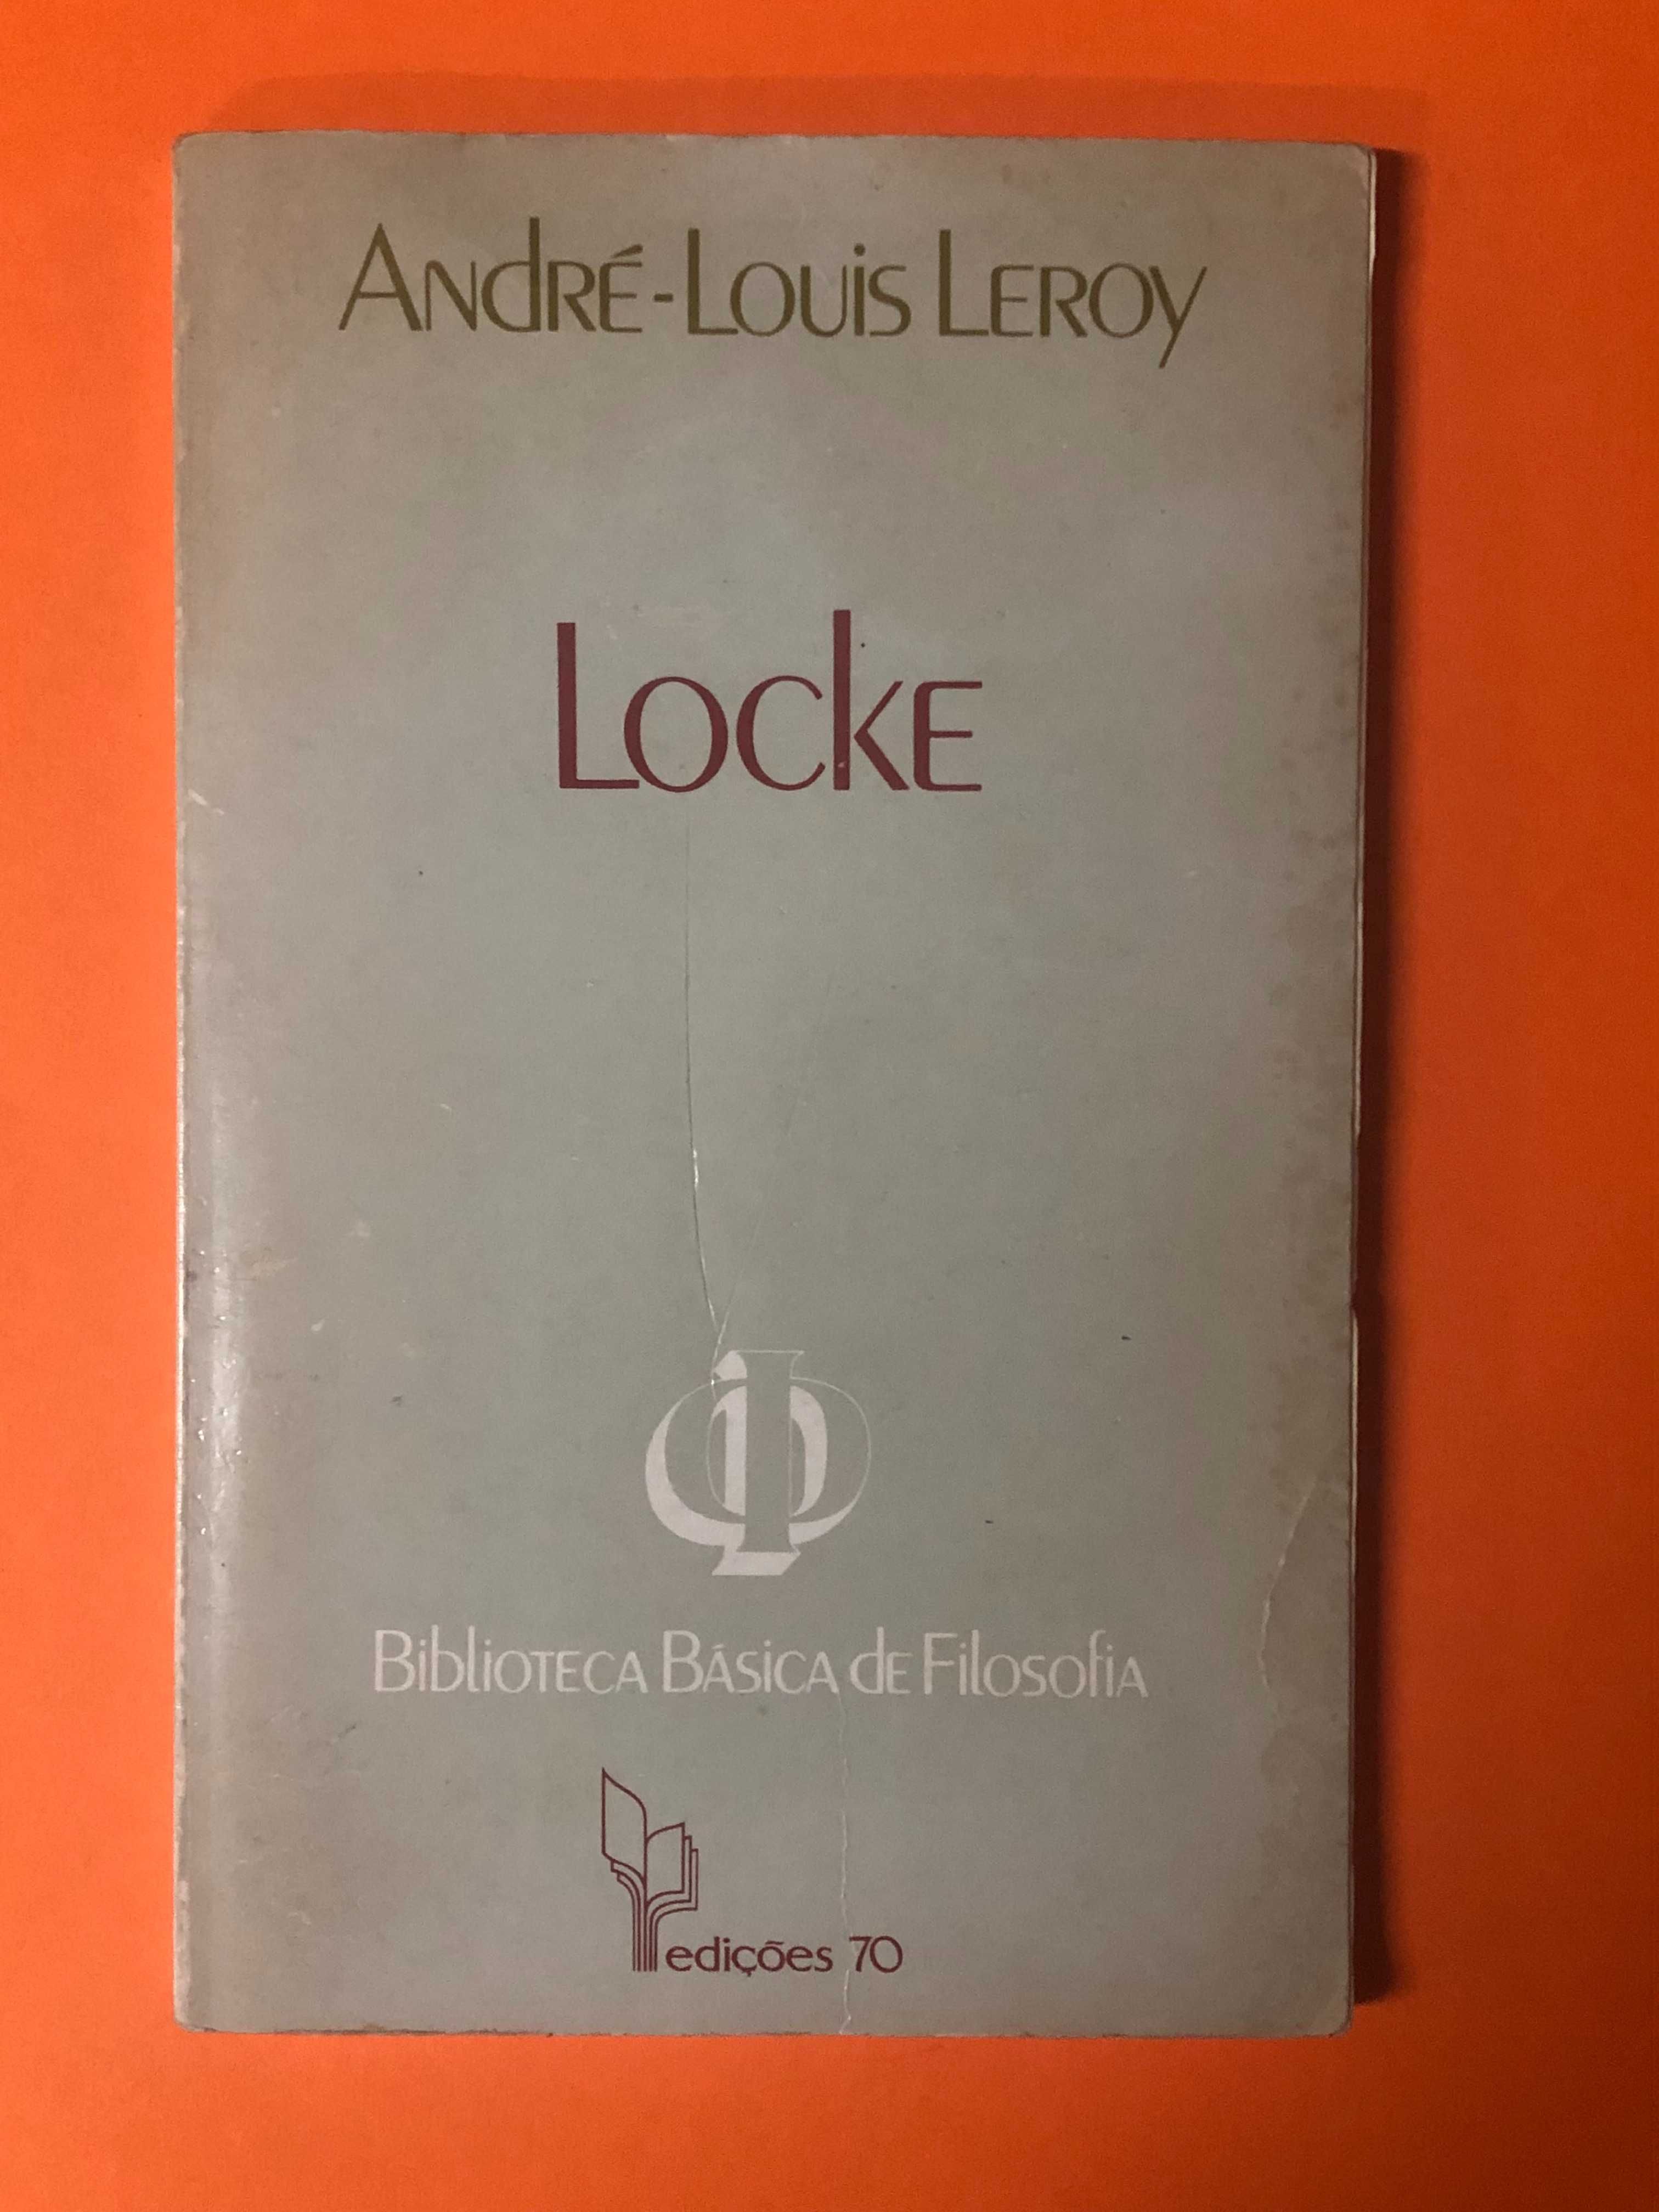 André-Louis Leroy
Locke
Biblioteca Básica de Filosofia
edições 70